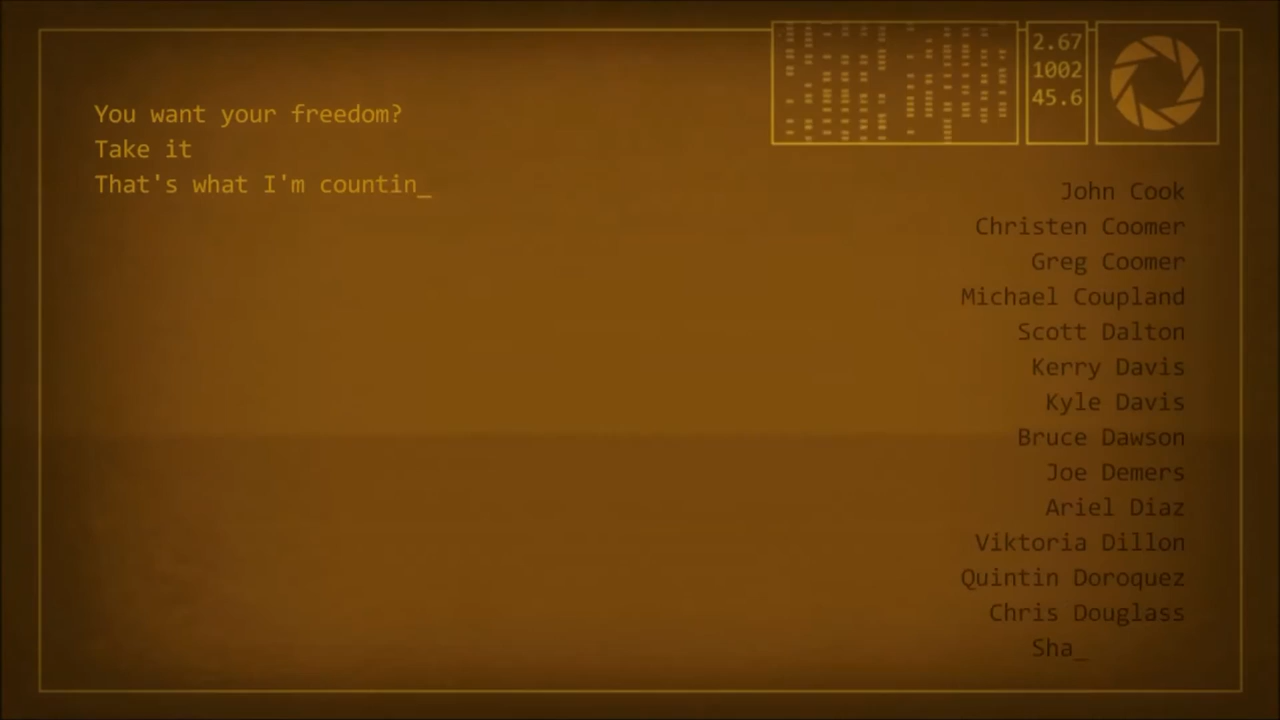 2.67
1002
45.6
You want your freedom?
Take it
That's what I'm countin_
John Cook
Christen Coomer
Greg Coomer
Michael Coupland
Scott Dalton
Kerry Davis
Kyle Davis
Bruce Dawson
Joe Demers
Ariel Diaz
Viktoria Dillon
Quintin Doroquez
Chris Douglass
Sha_